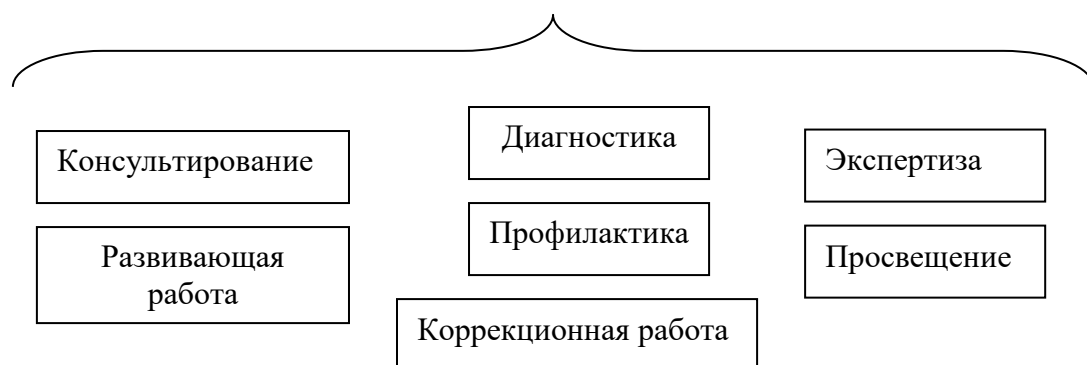 Консультирование
Диагностика
Экспертиза
Развивающая
работа
Профилактика
Просвещение
Коррекционная работа